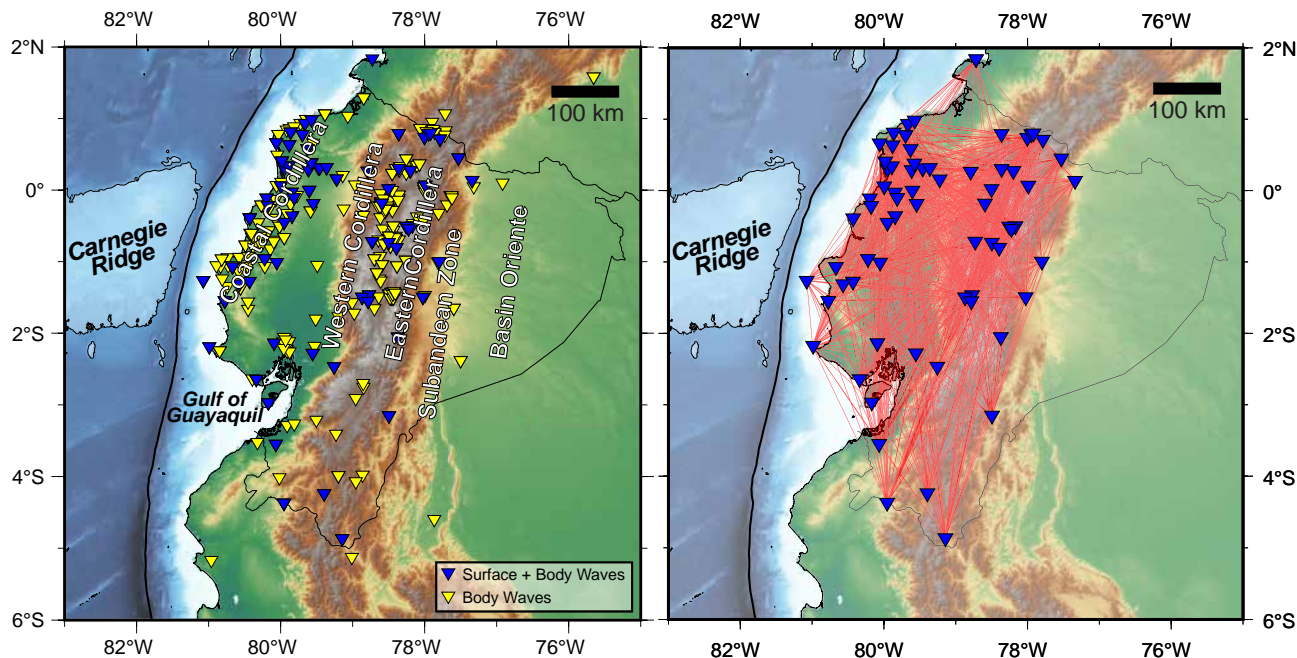 82°W 80°W 78°W 76°W 82°W 80°W 78°W 76°W
2°N
0°
2°S
4°S
6°S
100 km
Coastal Cordillera
Western Cordillera
Eastern Cordillera
Subandean Zone
Basin Oriente
Carnegie
Ridge
Gulf of
Guayaquil
Surface + Body Waves
Body Waves
82°W 80°W 78°W 76°W
100 km
Carnegie
Ridge
2°N
0°
2°S
4°S
6°S
82°W 80°W 78°W 76°W